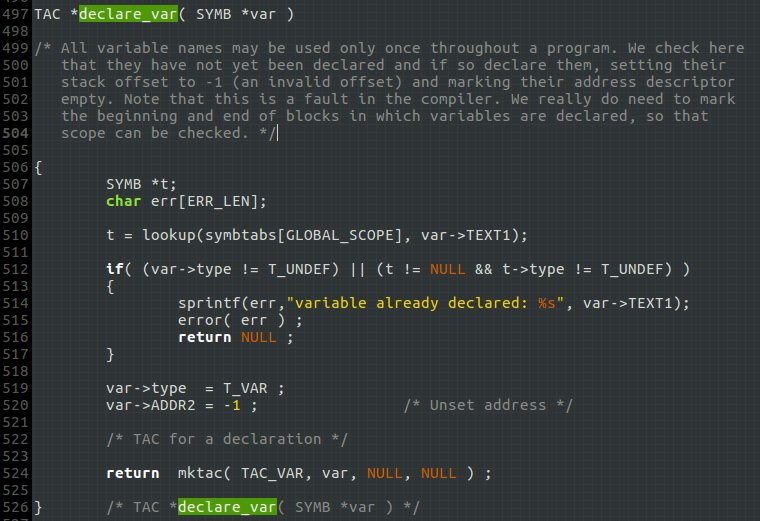 497 TAC *declare_var( SYMB *var )
498
499 /* All variable names may be used only once throughout a program. We check here
500    that they have not yet been declared and if so declare them, setting their
501    stack offset to -1 (an invalid offset) and marking their address descriptor
502    empty. Note that this is a fault in the compiler. We really do need to mark
503    the beginning and end of blocks in which variables are declared, so that
504    scope can be checked. */
505
506 {
507         SYMB *t;
508         char err[ERR_LEN];
509
510         t = lookup(symbtabs[GLOBAL_SCOPE], var->TEXT1);
511
512         if( (var->type != T_UNDEF) || (t != NULL && t->type != T_UNDEF) )
513         {
514                 sprintf(err,"variable already declared: %s", var->TEXT1);
515                 error( err ) ;
516                 return NULL ;
517         }
518
519         var->type  = T_VAR ;
520         var->ADDR2 = -1 ;                /* Unset address */
521
522         /* TAC for a declaration */
523
524         return  mktac( TAC_VAR, var, NULL, NULL ) ;
525
526 }       /* TAC *declare_var( SYMB *var ) */